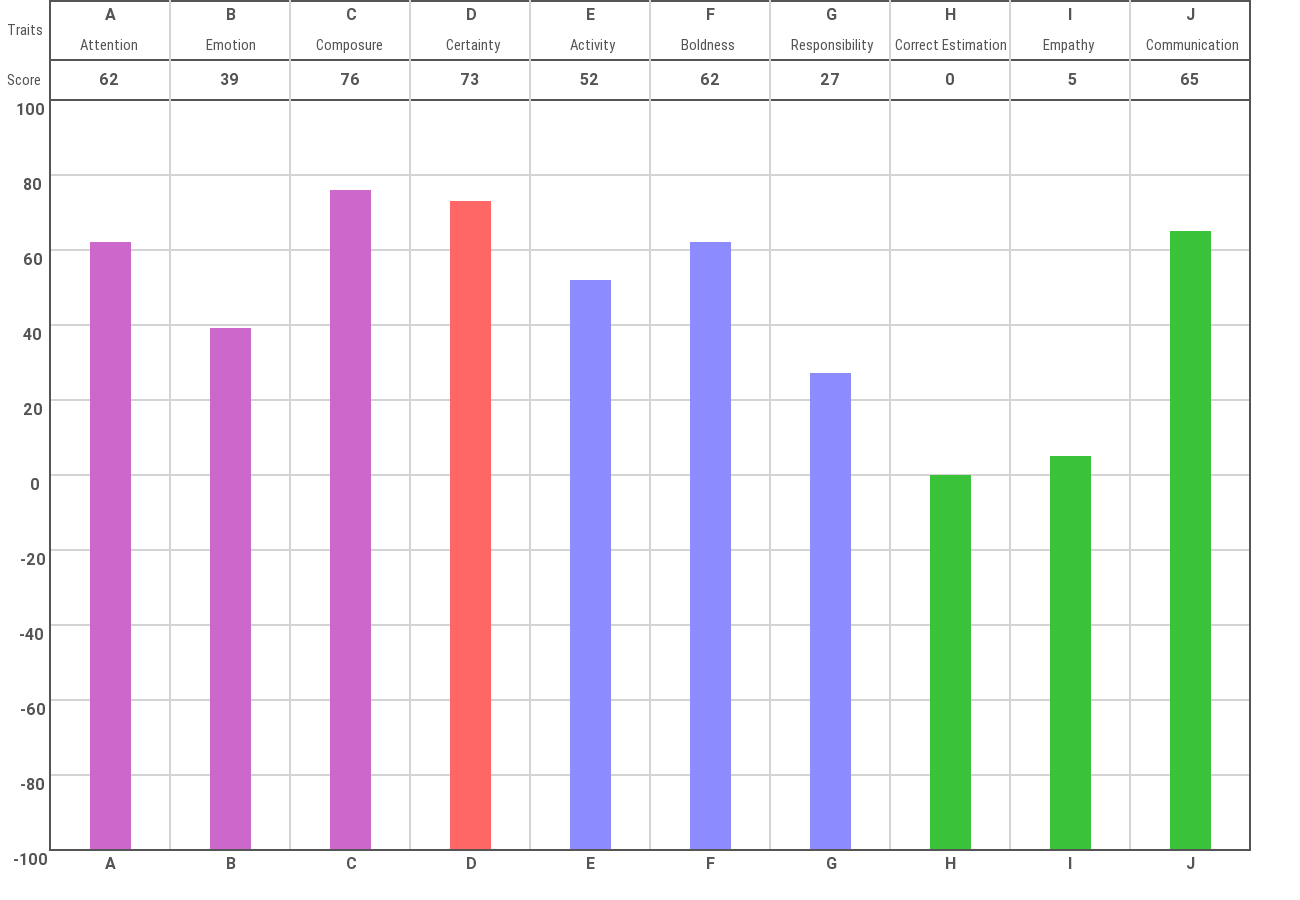 A B C D E F G H I J
Traits
Attention Emotion Composure Certainty Activity Boldness Responsibility Correct Estimation Empathy Communication
Score 62 39 76 73 52 62 27 0 5 65
100
80
60
40
20
0
-20
-40
-60
-80
-100
A B C D E F G H I J